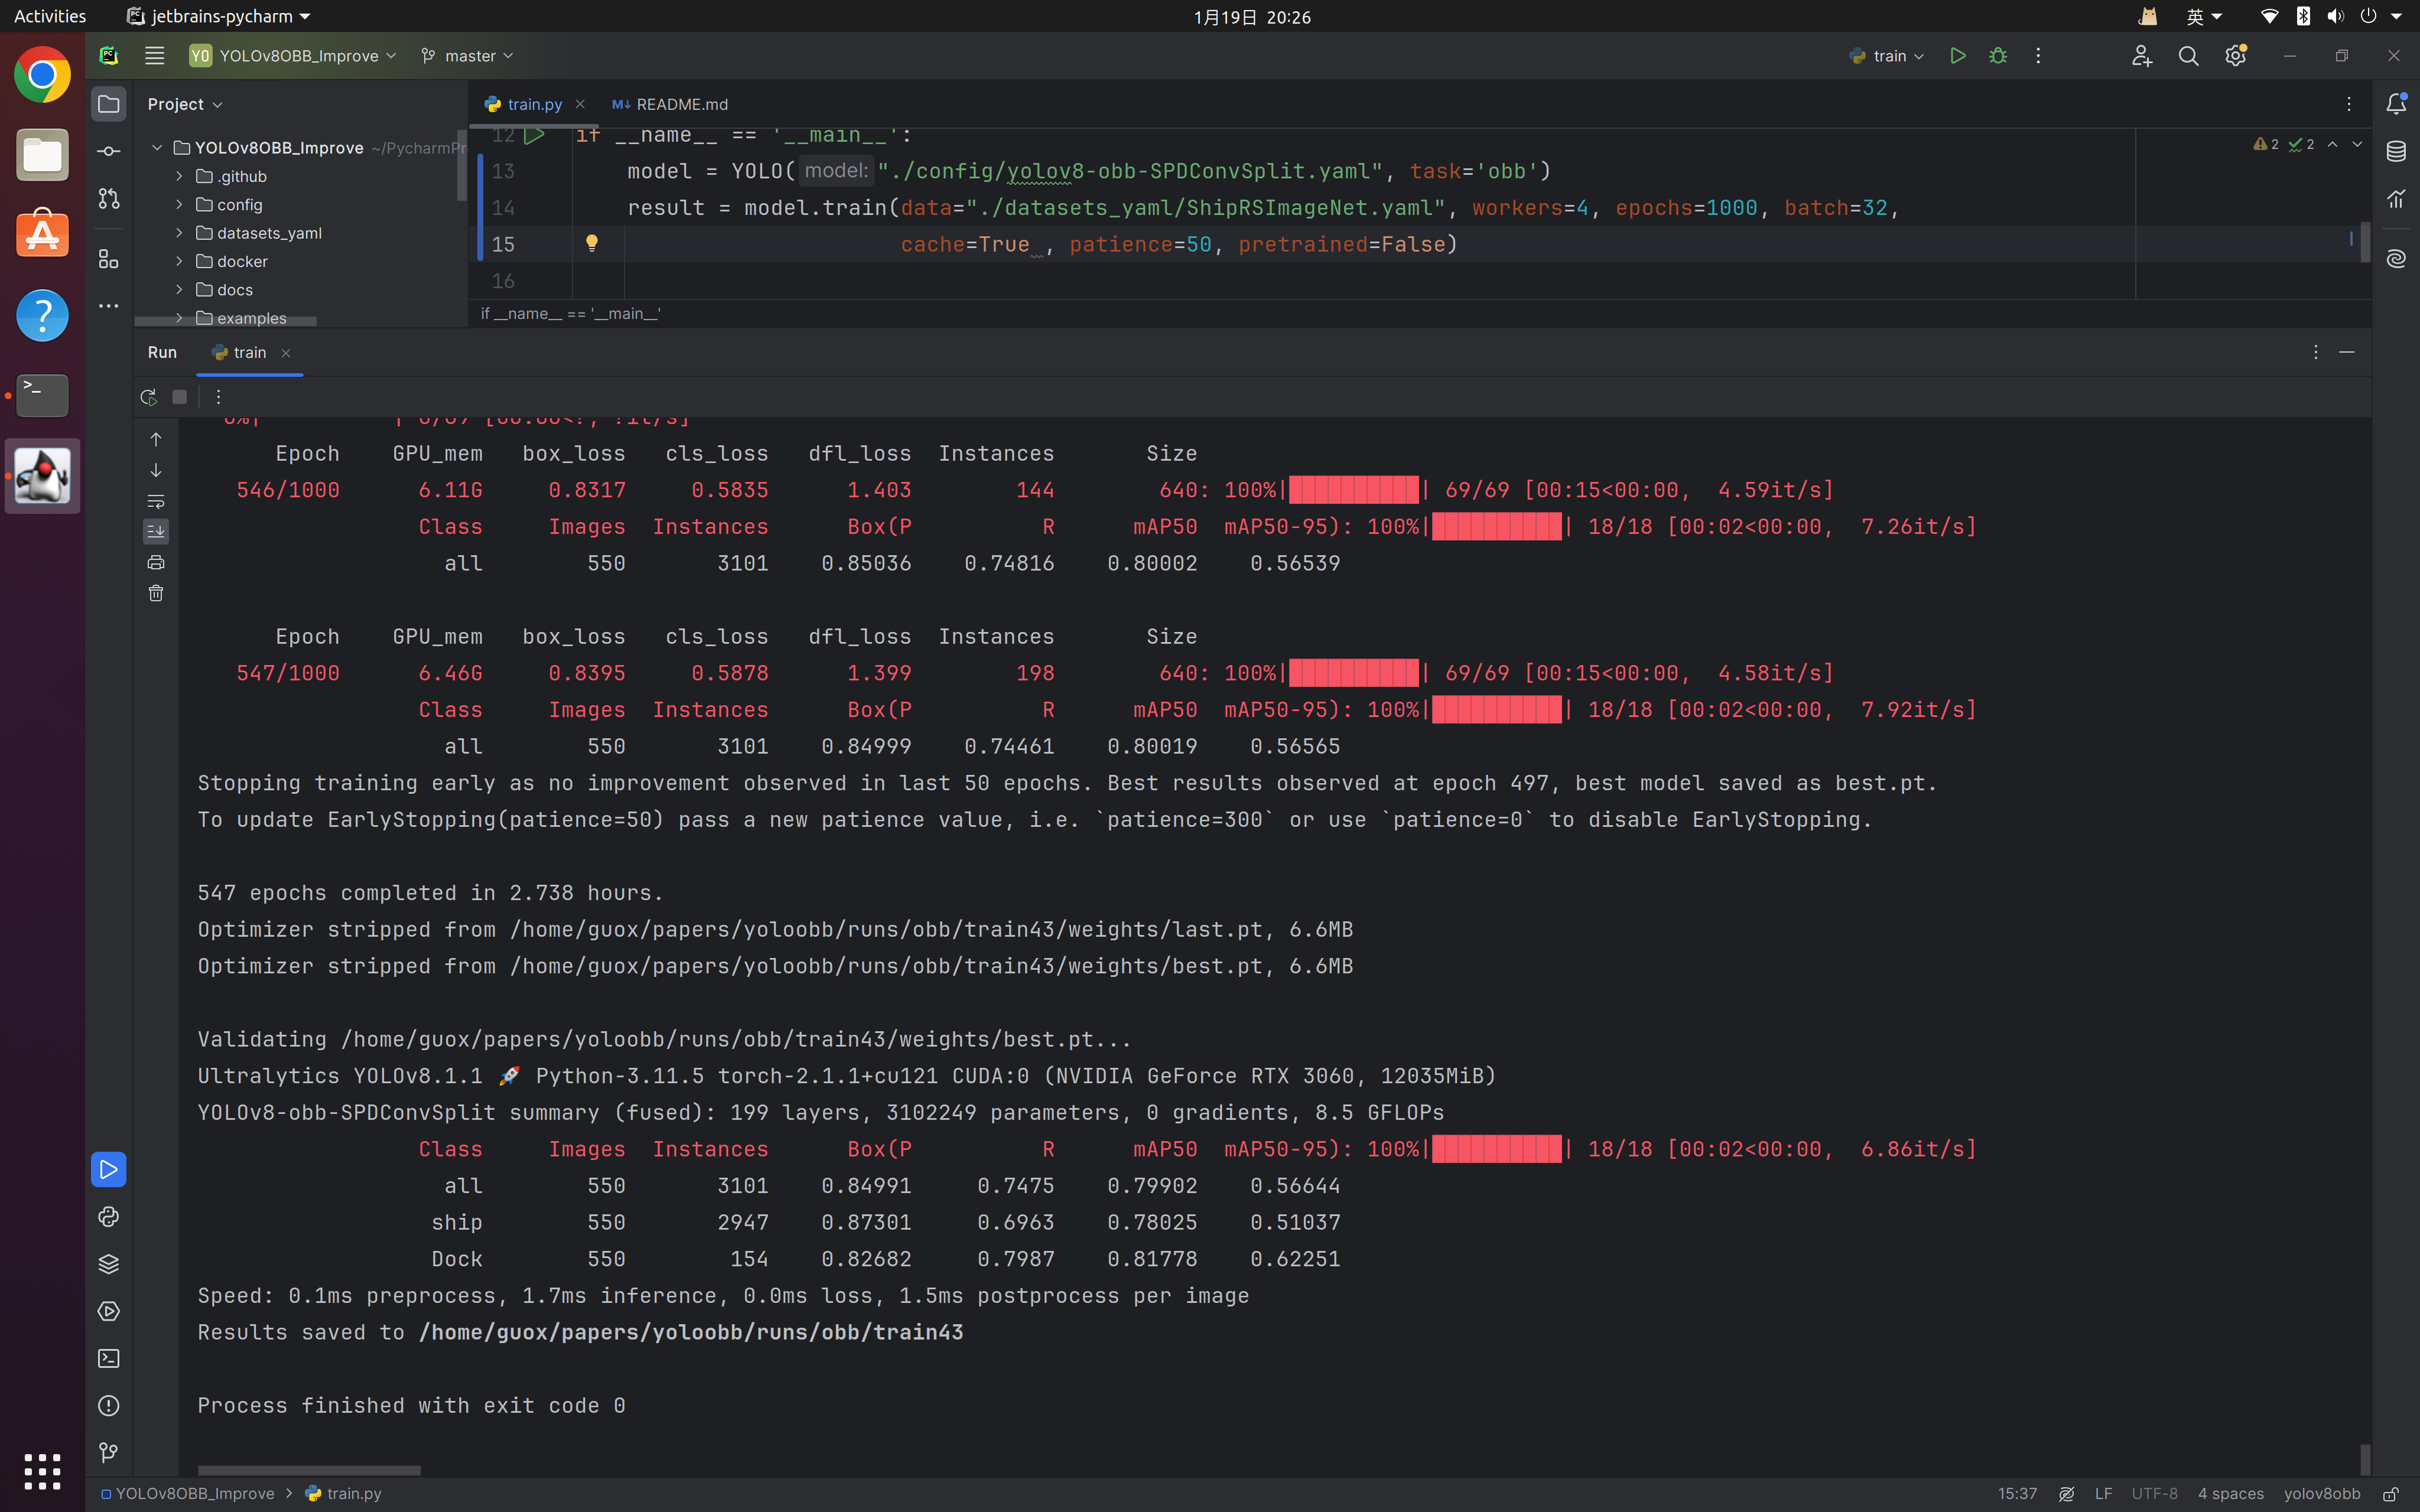 Activities jetbrains-pycharm 1月19日 20:26 英
YO YOLOv8OBB_Improve master train
Project train.py M↓ README.md
YOLOv8OBB_Improve ~/PycharmPr
.github
config
datasets_yaml
docker
docs
examples
12 if __name__ == '__main__':
13 model = YOLO( model: "./config/yolov8-obb-SPDConvSplit.yaml", task='obb')
14 result = model.train(data="./datasets_yaml/ShipRSImageNet.yaml", workers=4, epochs=1000, batch=32,
15 cache=True , patience=50, pretrained=False)
16
2 2
if __name__ == '__main__'
Run train
Epoch GPU_mem box_loss cls_loss dfl_loss Instances Size
546/1000 6.11G 0.8317 0.5835 1.403 144 640: 100%|██████████| 69/69 [00:15<00:00, 4.59it/s]
Class Images Instances Box(P R mAP50 mAP50-95): 100%|██████████| 18/18 [00:02<00:00, 7.26it/s]
all 550 3101 0.85036 0.74816 0.80002 0.56539
Epoch GPU_mem box_loss cls_loss dfl_loss Instances Size
547/1000 6.46G 0.8395 0.5878 1.399 198 640: 100%|██████████| 69/69 [00:15<00:00, 4.58it/s]
Class Images Instances Box(P R mAP50 mAP50-95): 100%|██████████| 18/18 [00:02<00:00, 7.92it/s]
all 550 3101 0.84999 0.74461 0.80019 0.56565
Stopping training early as no improvement observed in last 50 epochs. Best results observed at epoch 497, best model saved as best.pt.
To update EarlyStopping(patience=50) pass a new patience value, i.e. `patience=300` or use `patience=0` to disable EarlyStopping.
547 epochs completed in 2.738 hours.
Optimizer stripped from /home/guox/papers/yoloobb/runs/obb/train43/weights/last.pt, 6.6MB
Optimizer stripped from /home/guox/papers/yoloobb/runs/obb/train43/weights/best.pt, 6.6MB
Validating /home/guox/papers/yoloobb/runs/obb/train43/weights/best.pt...
Ultralytics YOLOv8.1.1 🚀 Python-3.11.5 torch-2.1.1+cu121 CUDA:0 (NVIDIA GeForce RTX 3060, 12035MiB)
YOLOv8-obb-SPDConvSplit summary (fused): 199 layers, 3102249 parameters, 0 gradients, 8.5 GFLOPs
Class Images Instances Box(P R mAP50 mAP50-95): 100%|██████████| 18/18 [00:02<00:00, 6.86it/s]
all 550 3101 0.84991 0.7475 0.79902 0.56644
ship 550 2947 0.87301 0.6963 0.78025 0.51037
Dock 550 154 0.82682 0.7987 0.81778 0.62251
Speed: 0.1ms preprocess, 1.7ms inference, 0.0ms loss, 1.5ms postprocess per image
Results saved to /home/guox/papers/yoloobb/runs/obb/train43
Process finished with exit code 0
YOLOv8OBB_Improve > train.py 15:37 LF UTF-8 4 spaces yolov8obb